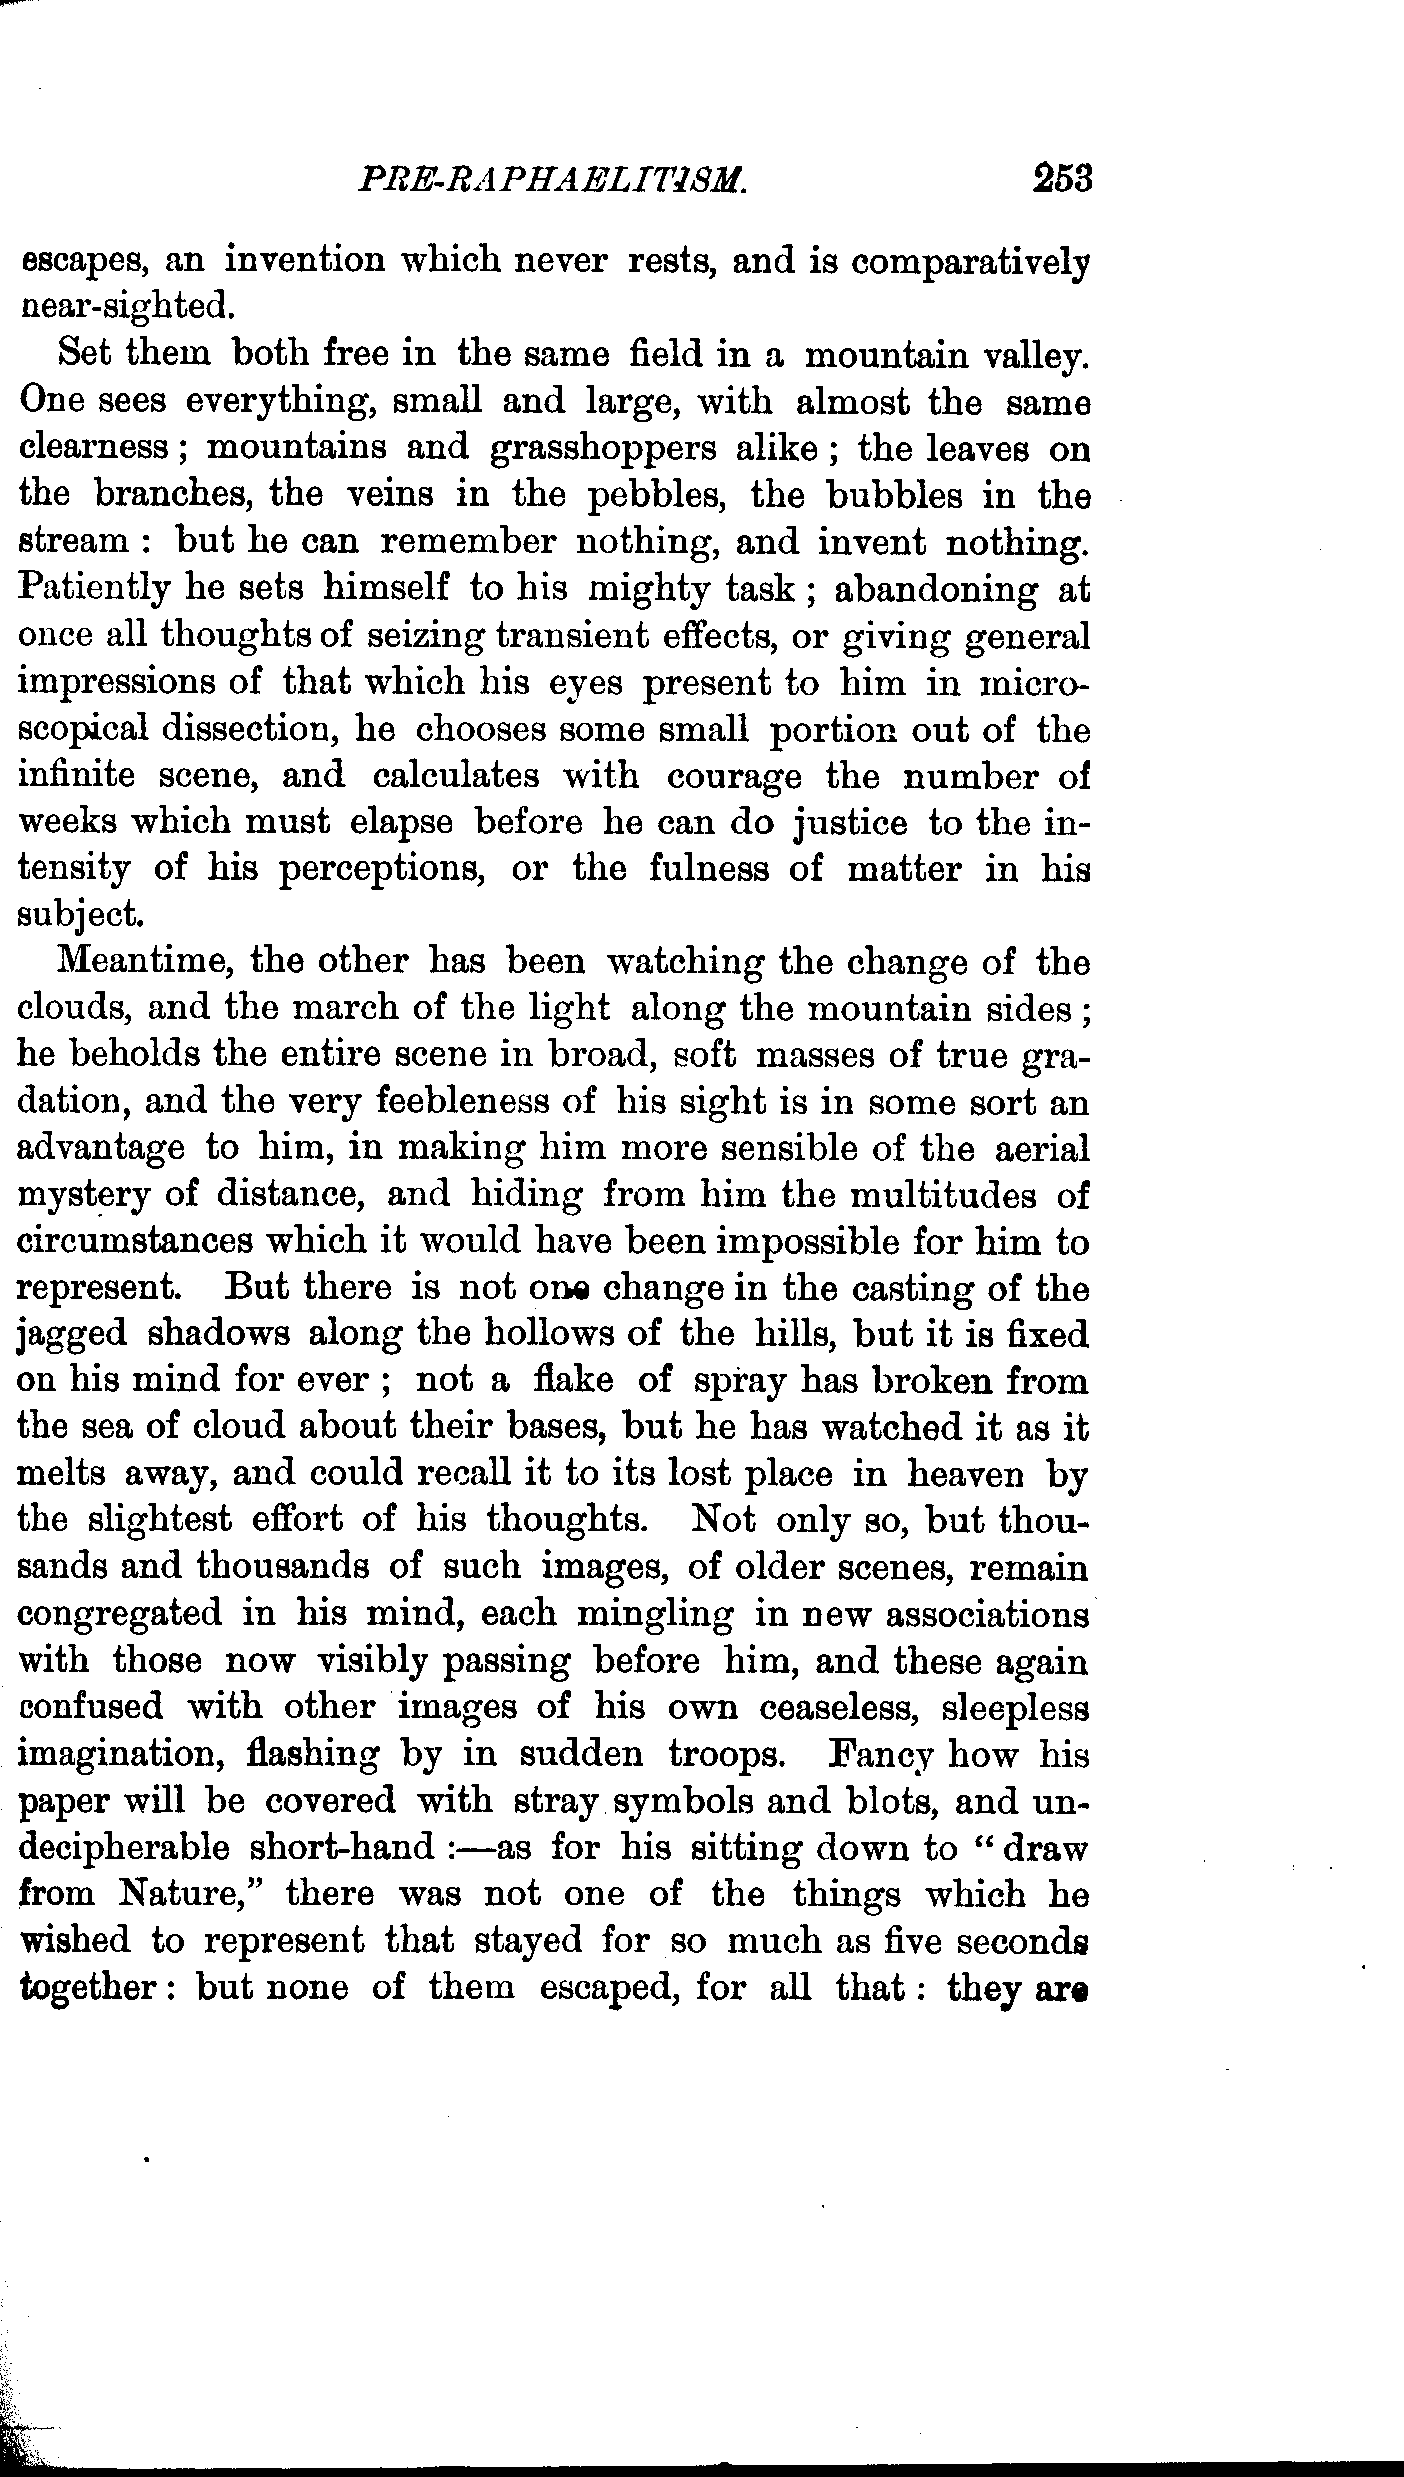 PRE-RAPHAELITISM. 253
escapes, an invention which never rests, and is comparatively
near-sighted.
Set them both free in the same field in a mountain valley.
One sees everything, small and large, with almost the same
clearness ; mountains and grasshoppers alike ; the leaves on
the branches, the veins in the pebbles, the bubbles in the
stream : but he can remember nothing, and invent nothing.
Patiently he sets himself to his mighty task ; abandoning at
once all thoughts of seizing transient effects, or giving general
impressions of that which his eyes present to him in micro-
scopical dissection, he chooses some small portion out of the
infinite scene, and calculates with courage the number of
weeks which must elapse before he can do justice to the in-
tensity of his perceptions, or the fulness of matter in his
subject.
Meantime, the other has been watching the change of the
clouds, and the march of the light along the mountain sides ;
he beholds the entire scene in broad, soft masses of true gra-
dation, and the very feebleness of his sight is in some sort an
advantage to him, in making him more sensible of the aerial
mystery of distance, and hiding from him the multitudes of
circumstances which it would have been impossible for him to
represent. But there is not one change in the casting of the
jagged shadows along the hollows of the hills, but it is fixed
on his mind for ever ; not a flake of spray has broken from
the sea of cloud about their bases, but he has watched it as it
melts away, and could recall it to its lost place in heaven by
the slightest effort of his thoughts. Not only so, but thou-
sands and thousands of such images, of older scenes, remain
congregated in his mind, each mingling in new associations
with those now visibly passing before him, and these again
confused with other images of his own ceaseless, sleepless
imagination, flashing by in sudden troops. Fancy how his
paper will be covered with stray symbols and blots, and un-
decipherable short-hand :—as for his sitting down to “ draw
from Nature,” there was not one of the things which he
wished to represent that stayed for so much as five seconds
together : but none of them escaped, for all that : they are